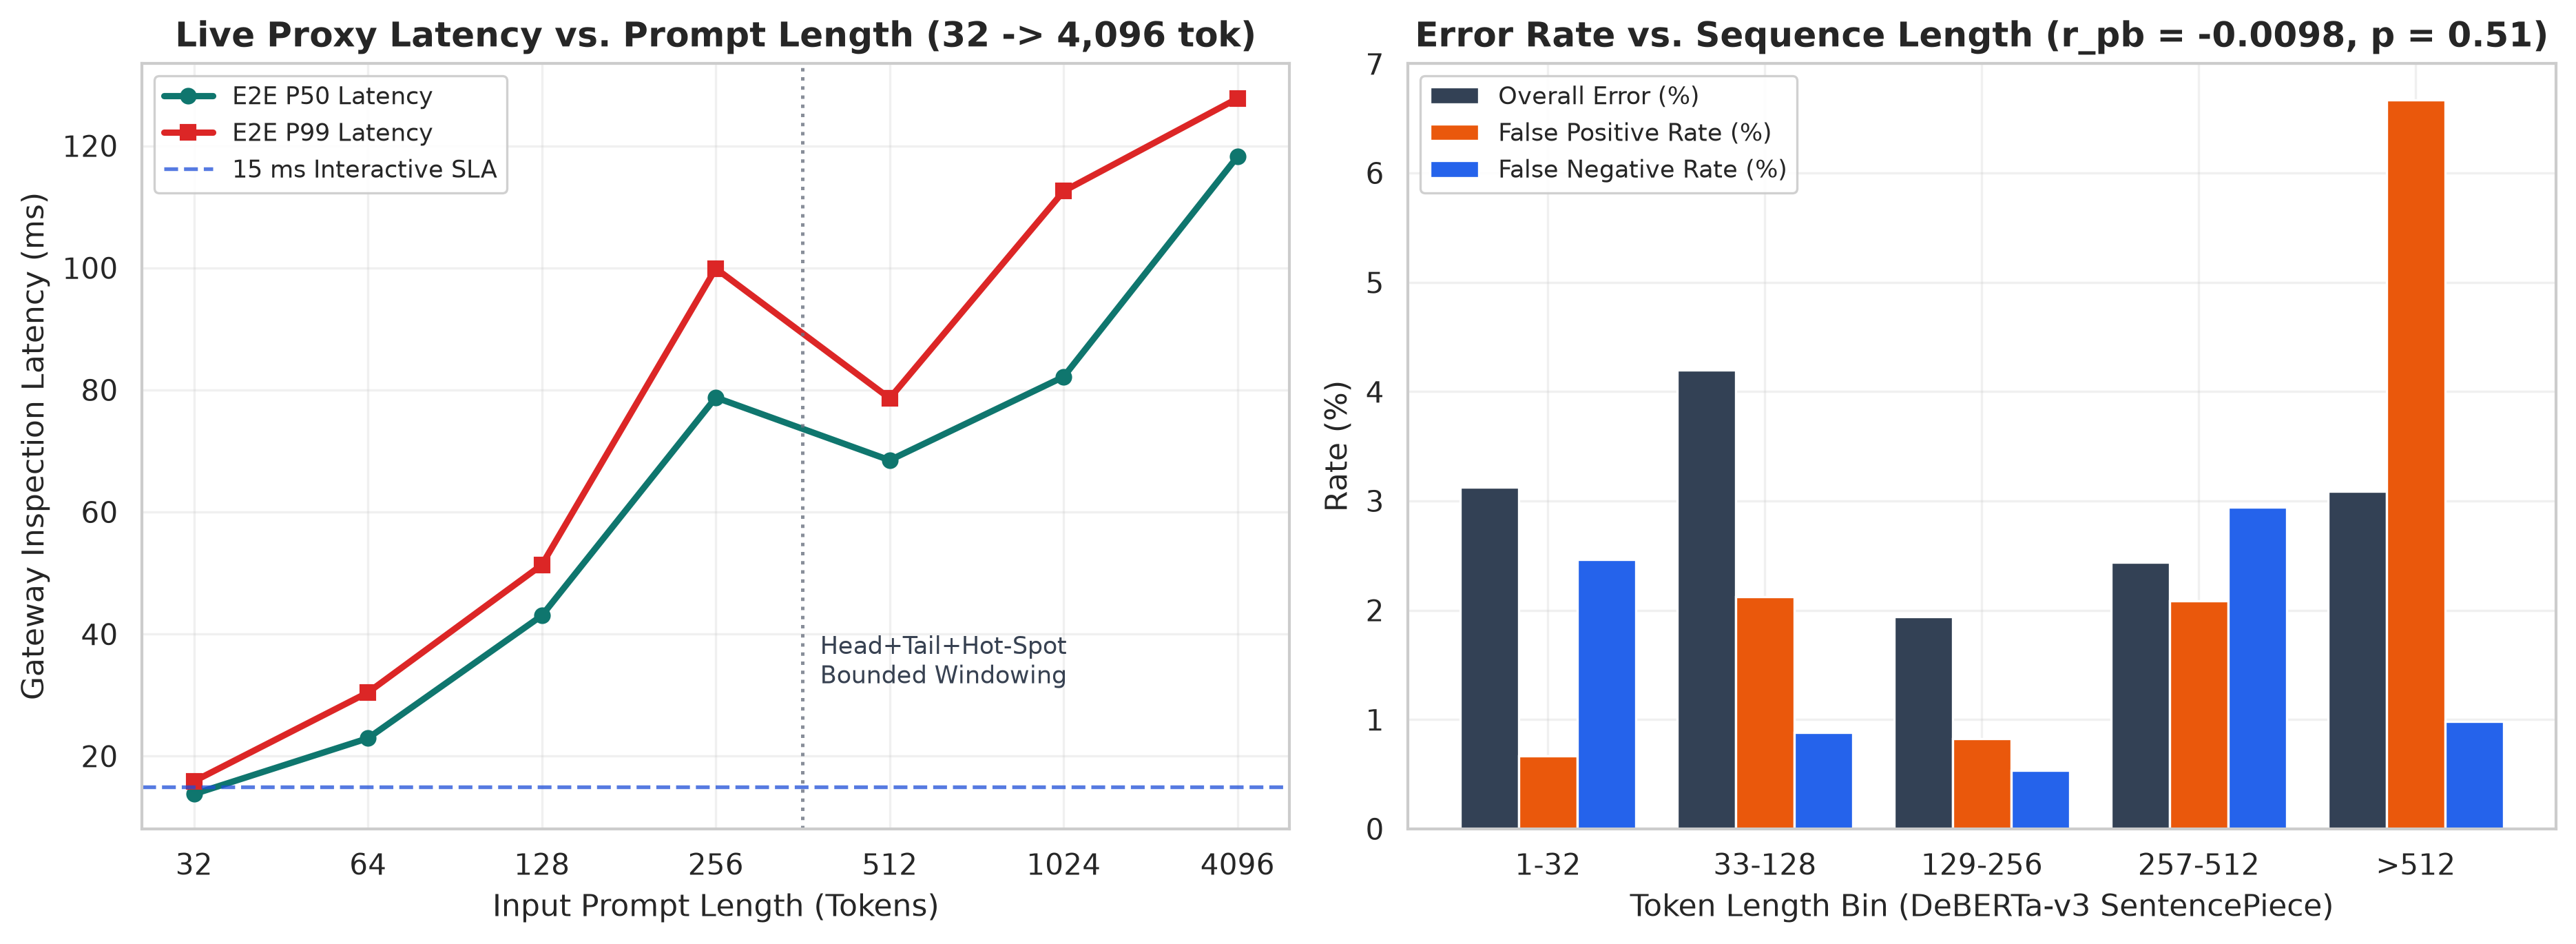 Live Proxy Latency vs. Prompt Length (32 -> 4,096 tok)
E2E P50 Latency
E2E P99 Latency
15 ms Interactive SLA
Gateway Inspection Latency (ms)
120
100
80
60
40
20
Head+Tail+Hot-Spot
Bounded Windowing
32 64 128 256 512 1024 4096
Input Prompt Length (Tokens)
Error Rate vs. Sequence Length (r_pb = -0.0098, p = 0.51)
Overall Error (%)
False Positive Rate (%)
False Negative Rate (%)
Rate (%)
7
6
5
4
3
2
1
0
1-32 33-128 129-256 257-512 >512
Token Length Bin (DeBERTa-v3 SentencePiece)